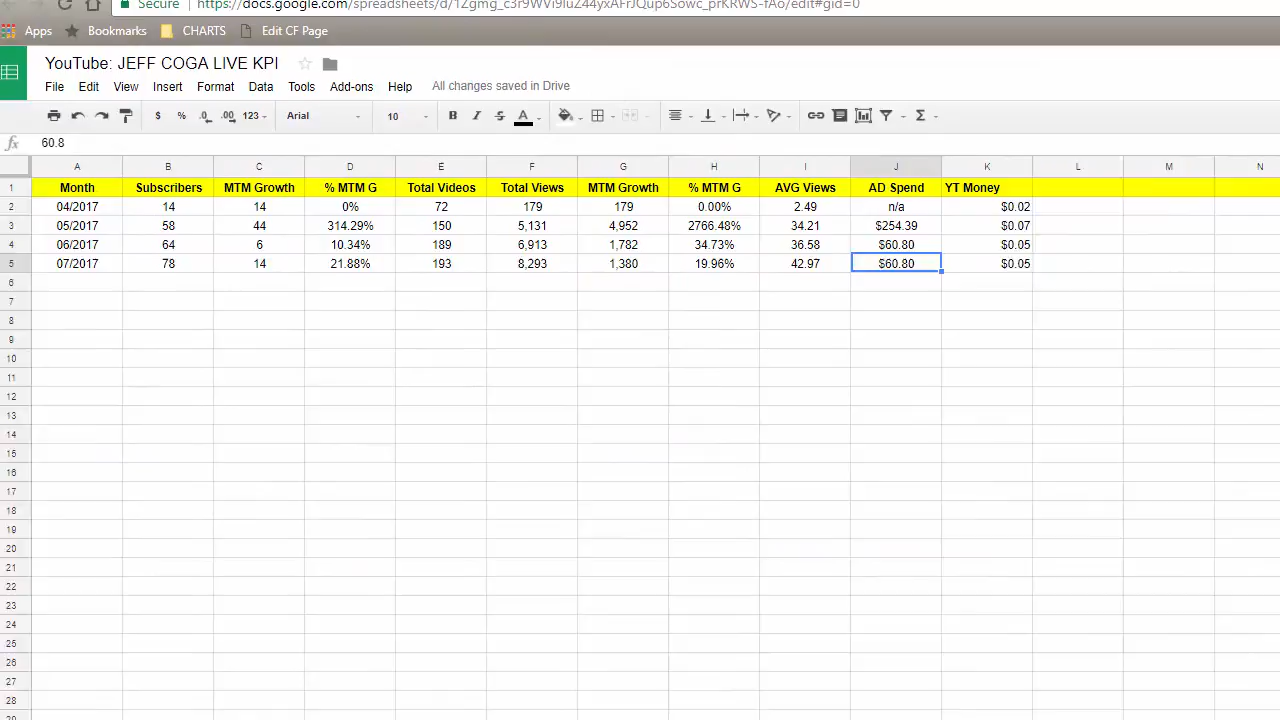 Secure https://docs.google.com/spreadsheets/d/
Apps Bookmarks CHARTS Edit CF Page
YouTube: JEFF COGA LIVE KPI
File Edit View Insert Format Data Tools Add-ons Help All changes saved in Drive
$ % .0 .00 123 Arial 10 B I S A Σ
fx 60.8
A B C D E F G H I J K L M N
1 Month Subscribers MTM Growth % MTM G Total Videos Total Views MTM Growth % MTM G AVG Views AD Spend YT Money
2 04/2017 14 14 0% 72 179 179 0.00% 2.49 n/a $0.02
3 05/2017 58 44 314.29% 150 5,131 4,952 2766.48% 34.21 $254.39 $0.07
4 06/2017 64 6 10.34% 189 6,913 1,782 34.73% 36.58 $60.80 $0.05
5 07/2017 78 14 21.88% 193 8,293 1,380 19.96% 42.97 $60.80 $0.05
6
7
8
9
10
11
12
13
14
15
16
17
18
19
20
21
22
23
24
25
26
27
28